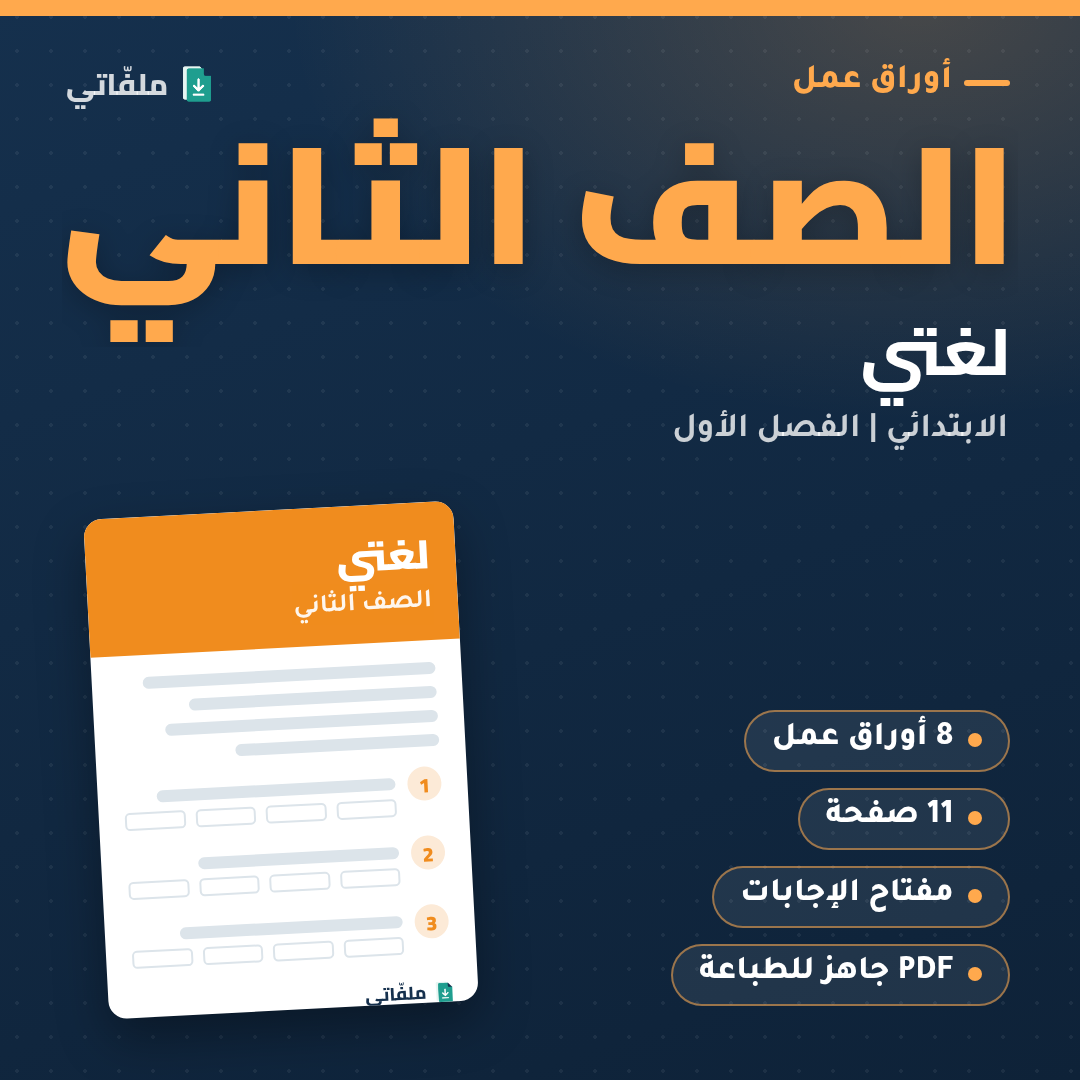 أوراق عمل
ملفّاتي
الصف الثاني
لغتي
الابتدائي | الفصل الأول
لغتي
الصف الثاني
1
2
3
ملفّاتي
8 أوراق عمل
11 صفحة
مفتاح الإجابات
PDF جاهز للطباعة